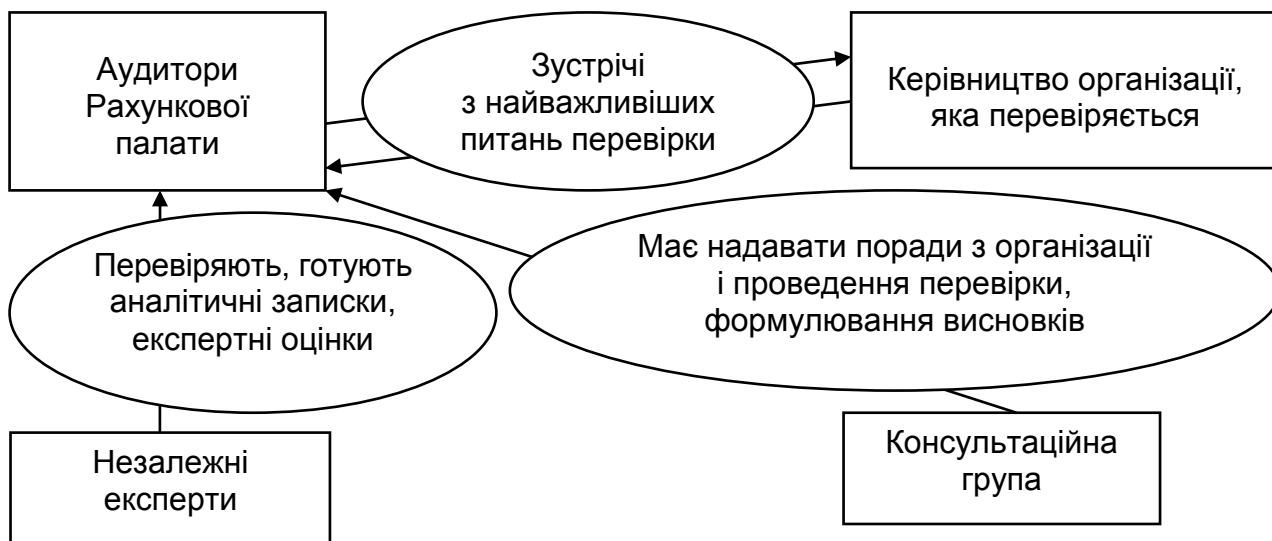 Аудитори
Рахункової
палати
Зустрічі
з найважливіших
питань перевірки
Керівництво організації,
яка перевіряється
Перевіряють, готують
аналітичні записки,
експертні оцінки
Має надавати поради з організації
і проведення перевірки,
формулювання висновків
Незалежні
експерти
Консультаційна
група